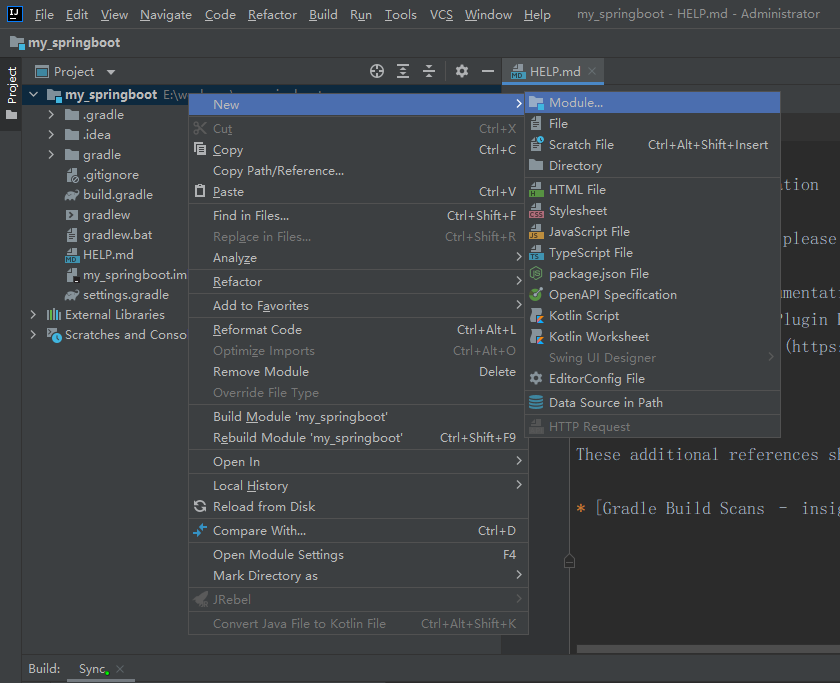 File Edit View Navigate Code Refactor Build Run Tools VCS Window Help my_springboot - HELP.md - Administrator
my_springboot
Project
Project
HELP.md
my_springboot
.gradle
.idea
gradle
.gitignore
build.gradle
gradlew
gradlew.bat
HELP.md
my_springboot.im
settings.gradle
External Libraries
Scratches and Conso
New
Cut Ctrl+X
Copy Ctrl+C
Copy Path/Reference...
Paste Ctrl+V
Find in Files... Ctrl+Shift+F
Replace in Files... Ctrl+Shift+R
Analyze
Refactor
Add to Favorites
Reformat Code Ctrl+Alt+L
Optimize Imports Ctrl+Alt+O
Remove Module Delete
Override File Type
Build Module 'my_springboot'
Rebuild Module 'my_springboot' Ctrl+Shift+F9
Open In
Local History
Reload from Disk
Compare With... Ctrl+D
Open Module Settings F4
Mark Directory as
JRebel
Convert Java File to Kotlin File Ctrl+Alt+Shift+K
Module...
File
Scratch File Ctrl+Alt+Shift+Insert
Directory
HTML File
Stylesheet
JavaScript File
TypeScript File
package.json File
OpenAPI Specification
Kotlin Script
Kotlin Worksheet
Swing UI Designer
EditorConfig File
Data Source in Path
HTTP Request
ation
please
mentati
Plugin
(https:
These additional references sh
* [Gradle Build Scans – insig
Build: Sync